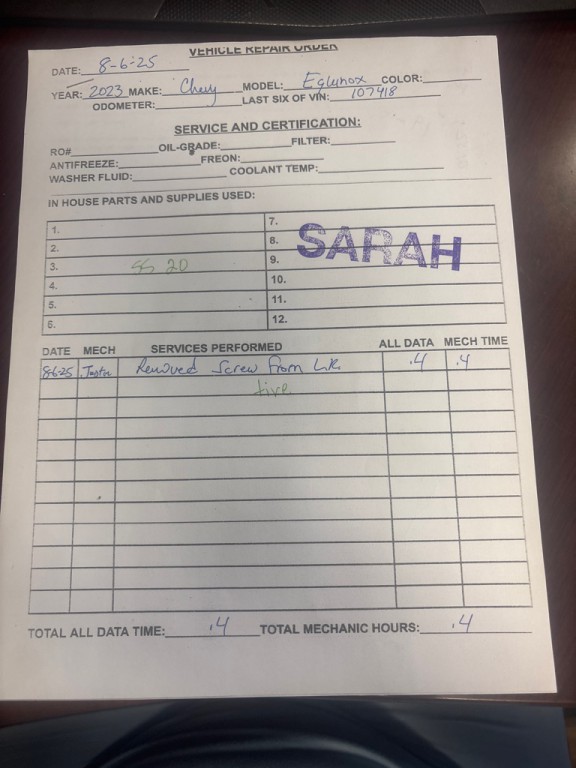 VEHICLE REPAIR ORDER
DATE: 8-6-25
YEAR: 2023 MAKE: Chevy MODEL: Eqlunox COLOR:
ODOMETER: LAST SIX OF VIN: 107418
SERVICE AND CERTIFICATION:
RO# OIL-GRADE: FILTER:
ANTIFREEZE: FREON:
WASHER FLUID: COOLANT TEMP:
IN HOUSE PARTS AND SUPPLIES USED:
1. 7.
2. 8. SARAH
3. SS 20 9.
4. 10.
5. 11.
6. 12.
DATE MECH SERVICES PERFORMED ALL DATA MECH TIME
8-6-25 Removed Screw From L.R. .4 .4
tire
TOTAL ALL DATA TIME: .4 TOTAL MECHANIC HOURS: .4